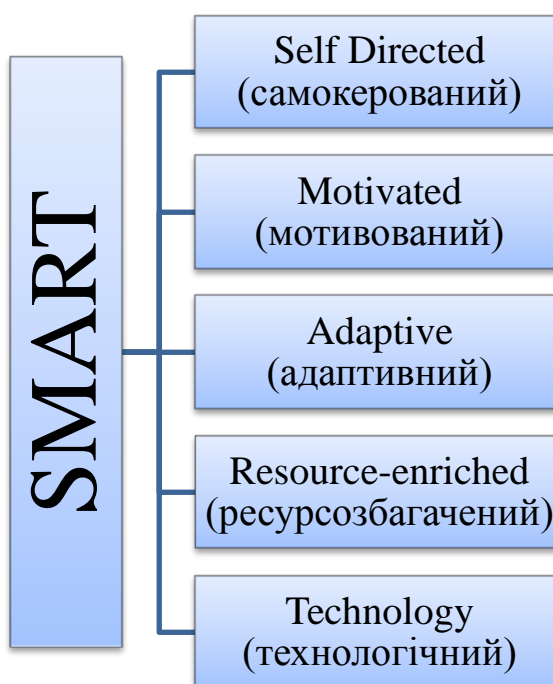 SMART
Self Directed
(самокерований)
Motivated
(мотивований)
Adaptive
(адаптивний)
Resource-enriched
(ресурсозбагачений)
Technology
(технологічний)